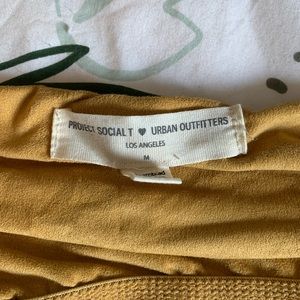 PROJECT SOCIAL T ♥ URBAN OUTFITTERS
LOS ANGELES
M